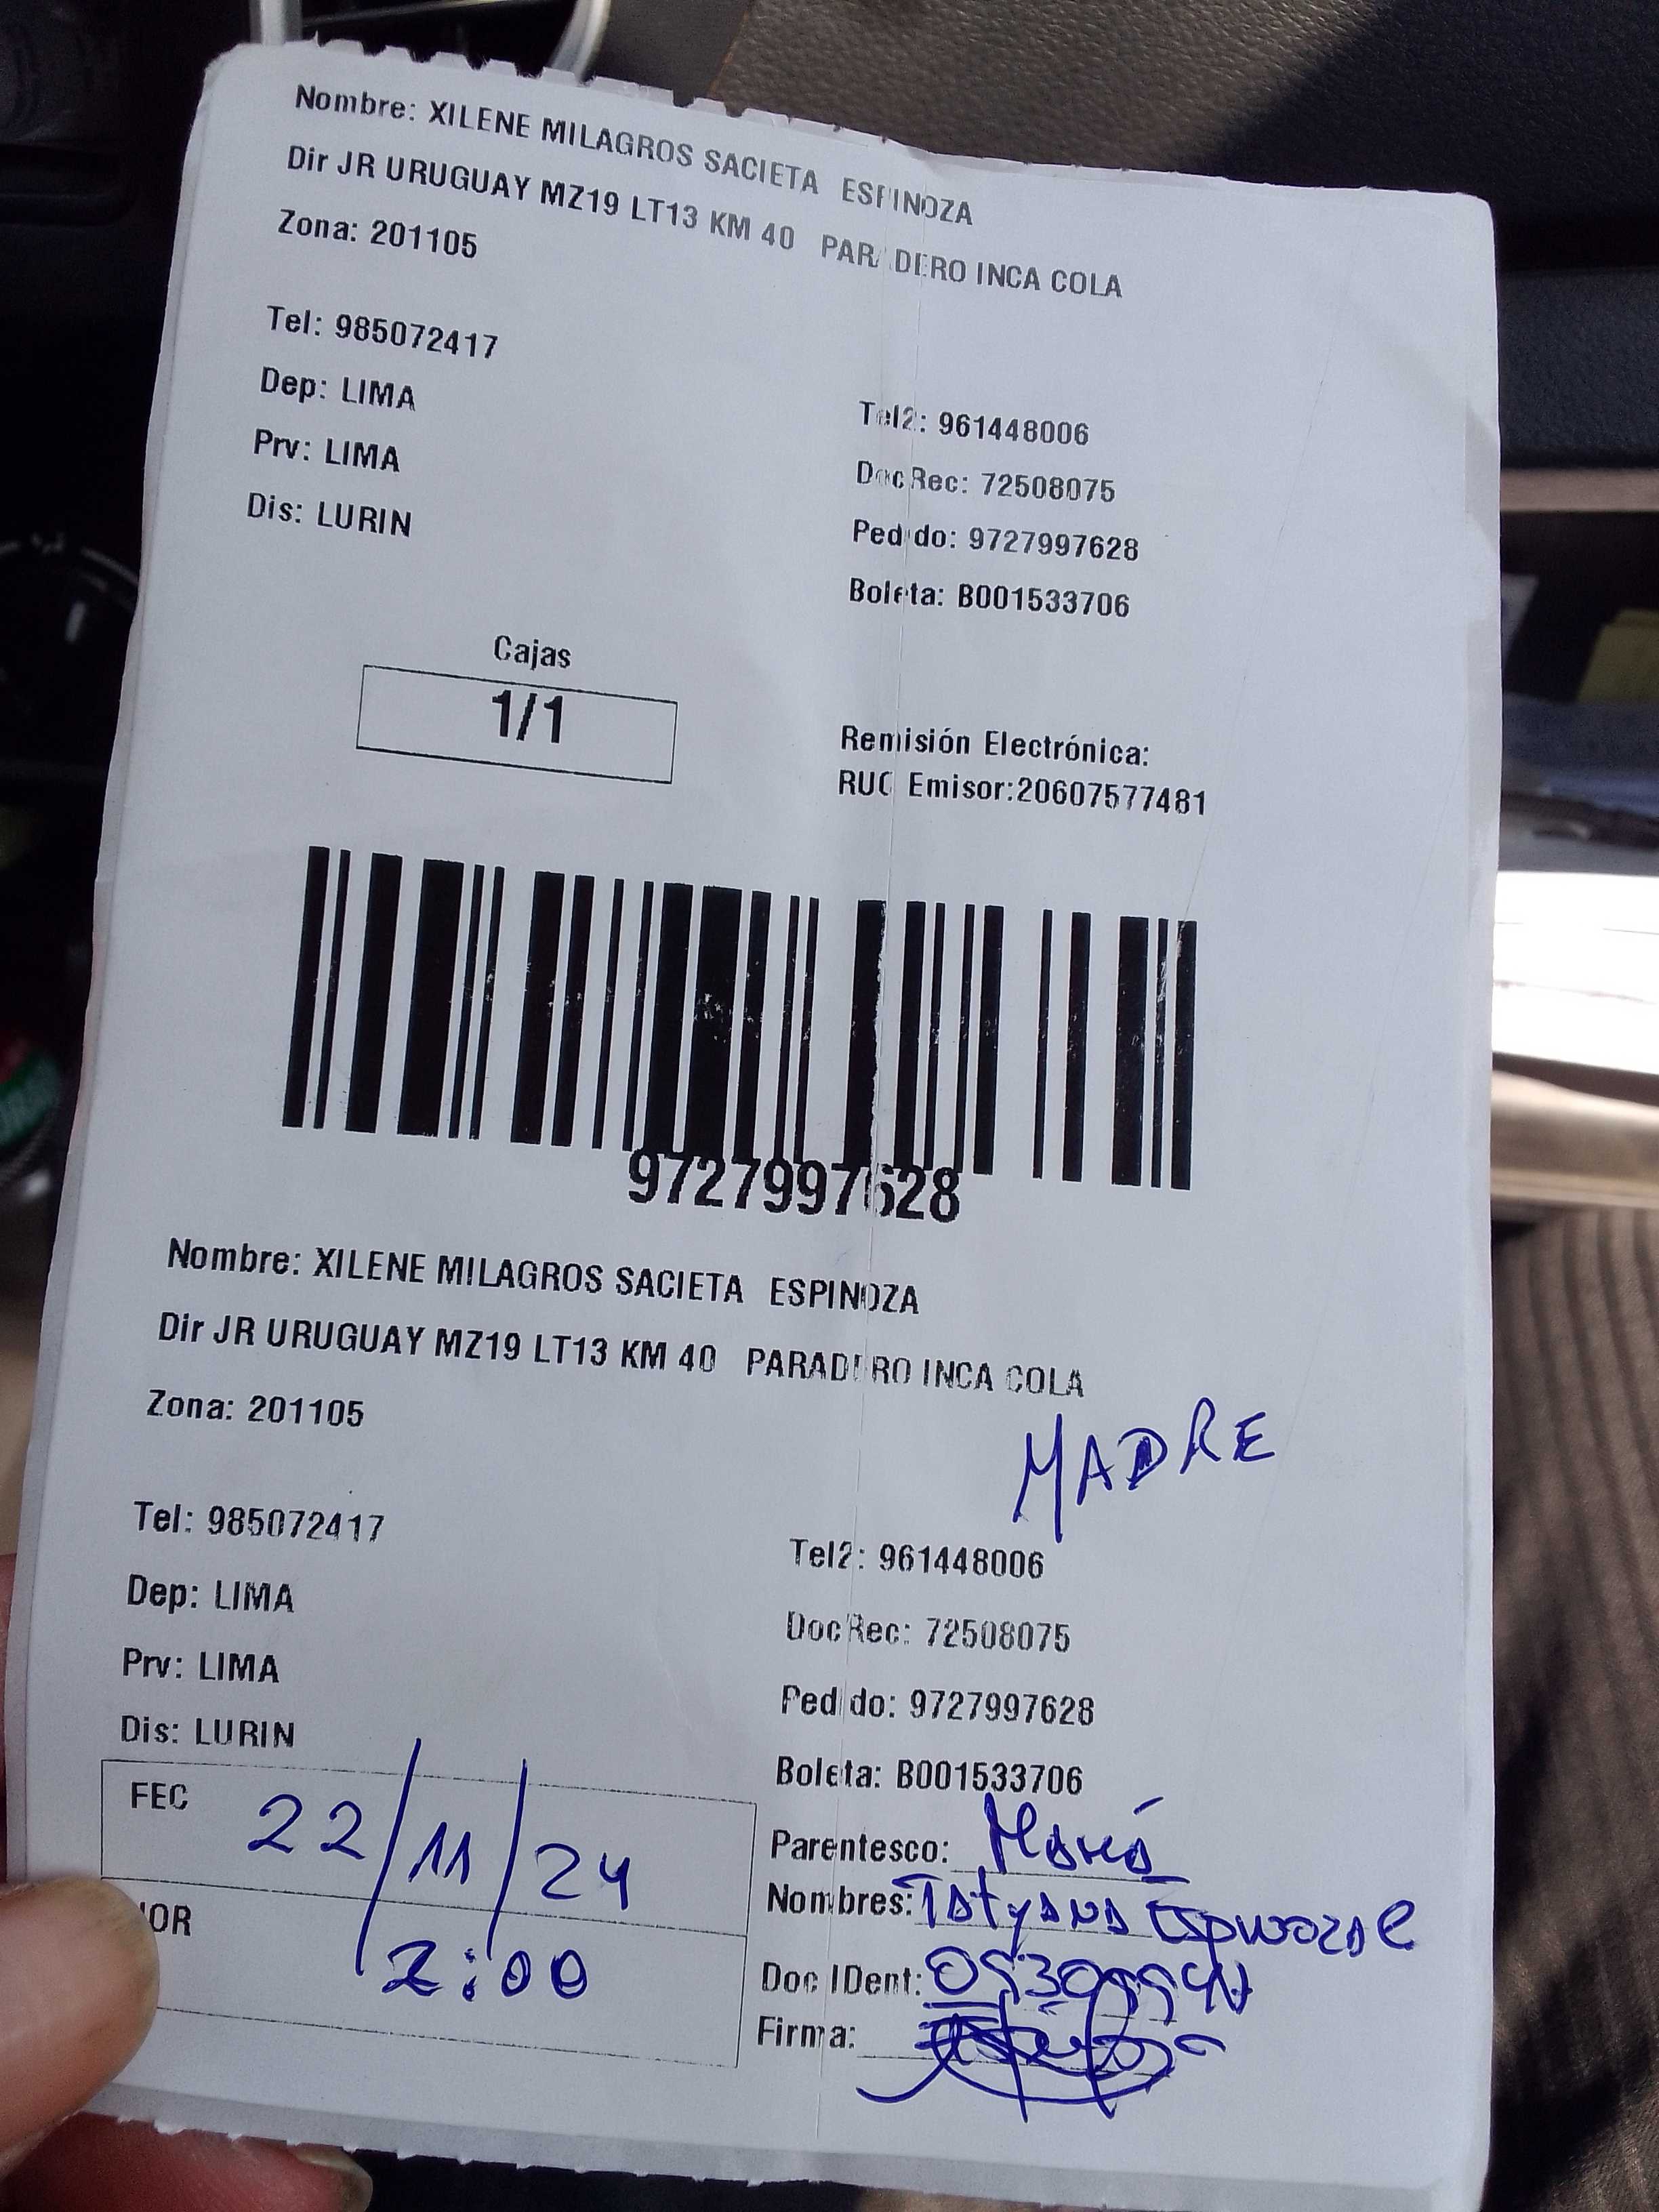 Nombre: XILENE MILAGROS SACIETA ESPINOZA
Dir JR URUGUAY MZ19 LT13 KM 40 PARADERO INCA COLA
Zona: 201105
Tel: 985072417
Tel2: 961448006
Dep: LIMA
DocRec: 72508075
Prv: LIMA
Pedido: 9727997628
Dis: LURIN
Boleta: B001533706
Cajas
1/1
Remisión Electrónica:
RUC Emisor:20607577481
9727997628
Nombre: XILENE MILAGROS SACIETA ESPINOZA
Dir JR URUGUAY MZ19 LT13 KM 40 PARADERO INCA COLA
Zona: 201105
MADRE
Tel: 985072417
Tel2: 961448006
Dep: LIMA
DocRec: 72508075
Prv: LIMA
Pedido: 9727997628
Dis: LURIN
Boleta: B001533706
FEC 22/11/24
HOR 2:00
Parentesco: Mamá
Nombres: Tatyana Espinoza
Doc IDent:
Firma: